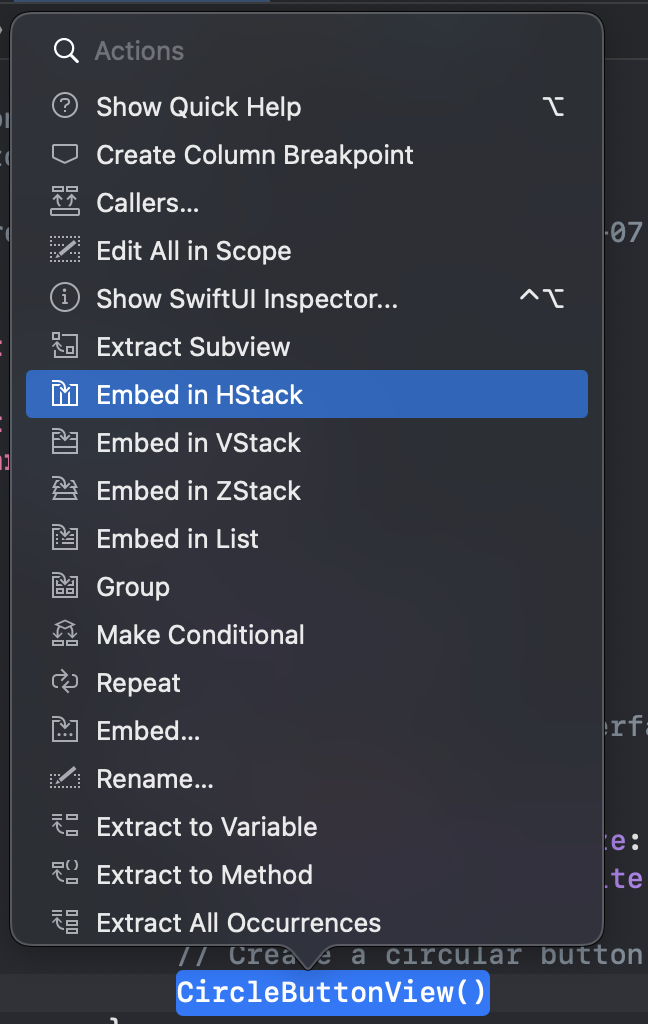 Actions
Show Quick Help ⌥
Create Column Breakpoint
Callers...
Edit All in Scope
-07
Show SwiftUI Inspector... ^⌥
Extract Subview
Embed in HStack
Embed in VStack
Embed in ZStack
Embed in List
Group
Make Conditional
Repeat
Embed...
Rename...
Extract to Variable
Extract to Method
Extract All Occurrences
// Create a circular button
CircleButtonView()
}